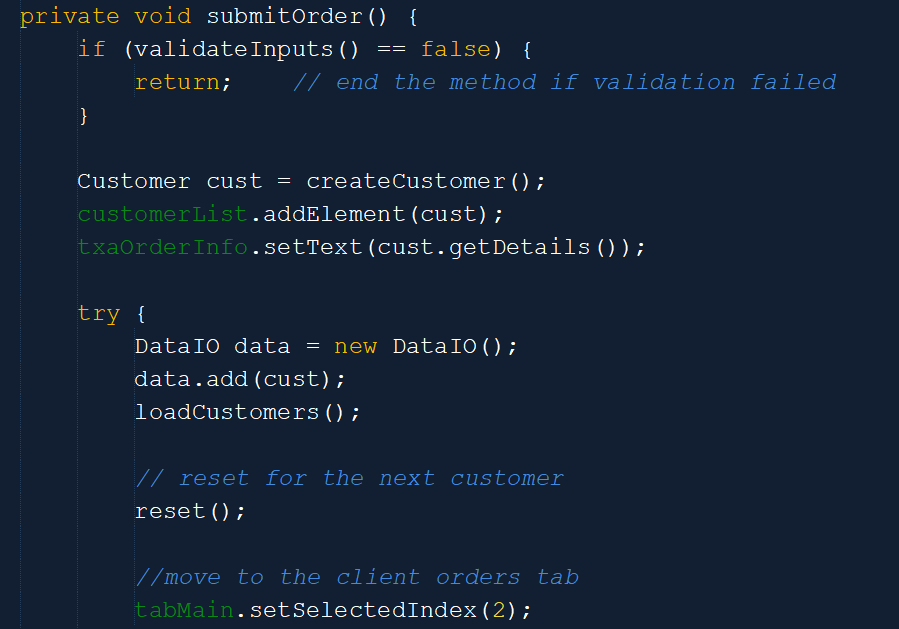 private void submitOrder() {
if (validateInputs() == false) {
return;    // end the method if validation failed
}
Customer cust = createCustomer();
customerList.addElement(cust);
txaOrderInfo.setText(cust.getDetails());
try {
DataIO data = new DataIO();
data.add(cust);
loadCustomers();
// reset for the next customer
reset();
//move to the client orders tab
tabMain.setSelectedIndex(2);